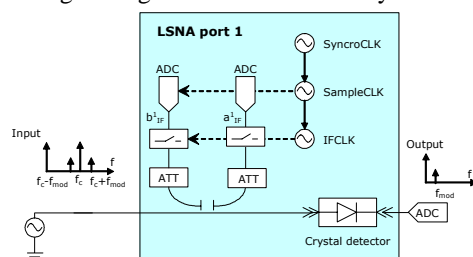 LSNA port 1
SyncroCLK
ADC ADC
SampleCLK
b¹IF a¹IF
IFCLK
Input
f
fc-fmod fc fc+fmod
ATT ATT
Output
f
fmod
ADC
Crystal detector